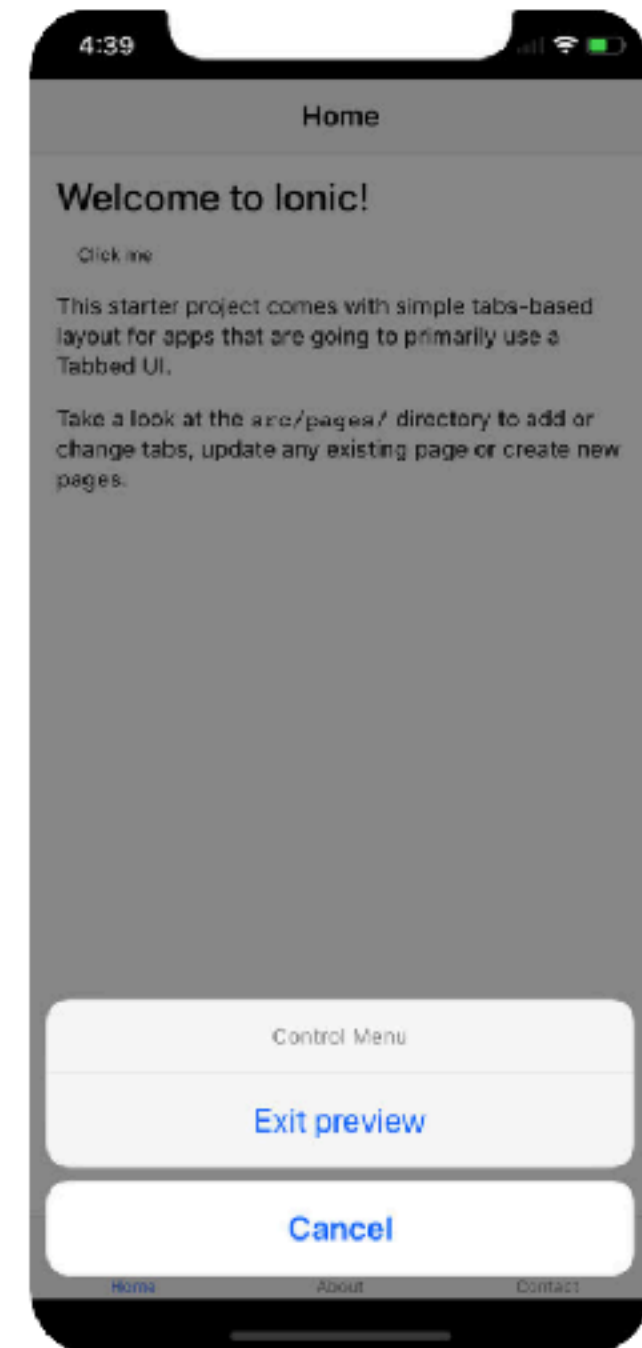 4:39
Home
Welcome to Ionic!
Click me
This starter project comes with simple tabs-based
layout for apps that are going to primarily use a
Tabbed UI.
Take a look at the src/pages/ directory to add or
change tabs, update any existing page or create new
pages.
Control Menu
Exit preview
Cancel
Home About Contact